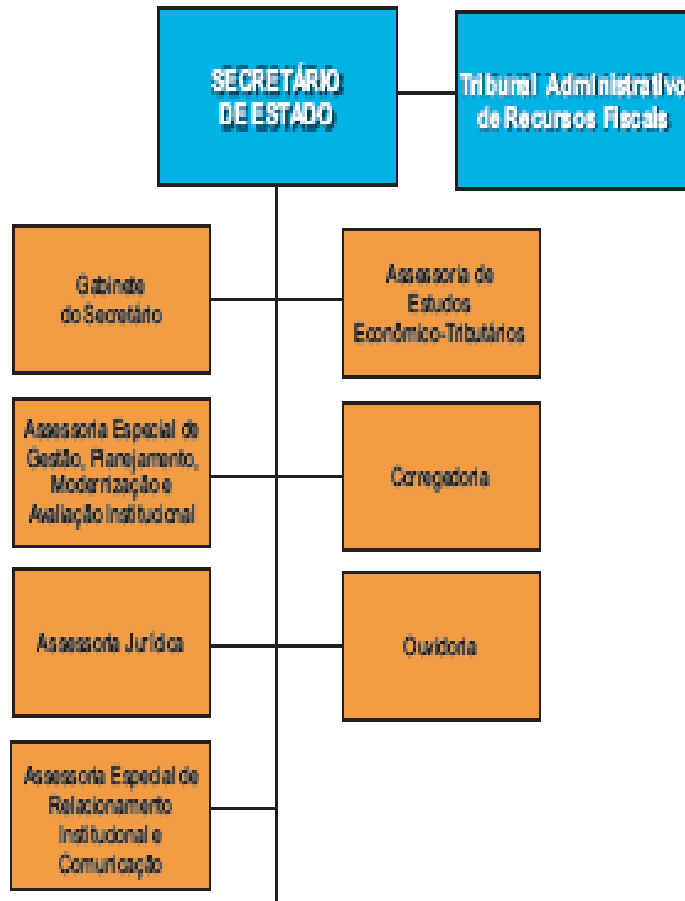 SECRETÁRIO
DE ESTADO
Tribunal Administrativo
de Recursos Fiscais
Gabinete
do Secretário
Assessoria de
Estudos
Econômico-Tributários
Assessoria Especial de
Gestão, Planejamento,
Modernização e
Avaliação Institucional
Corregedoria
Assessoria Jurídica
Ouvidoria
Assessoria Especial de
Relacionamento
Institucional e
Comunicação